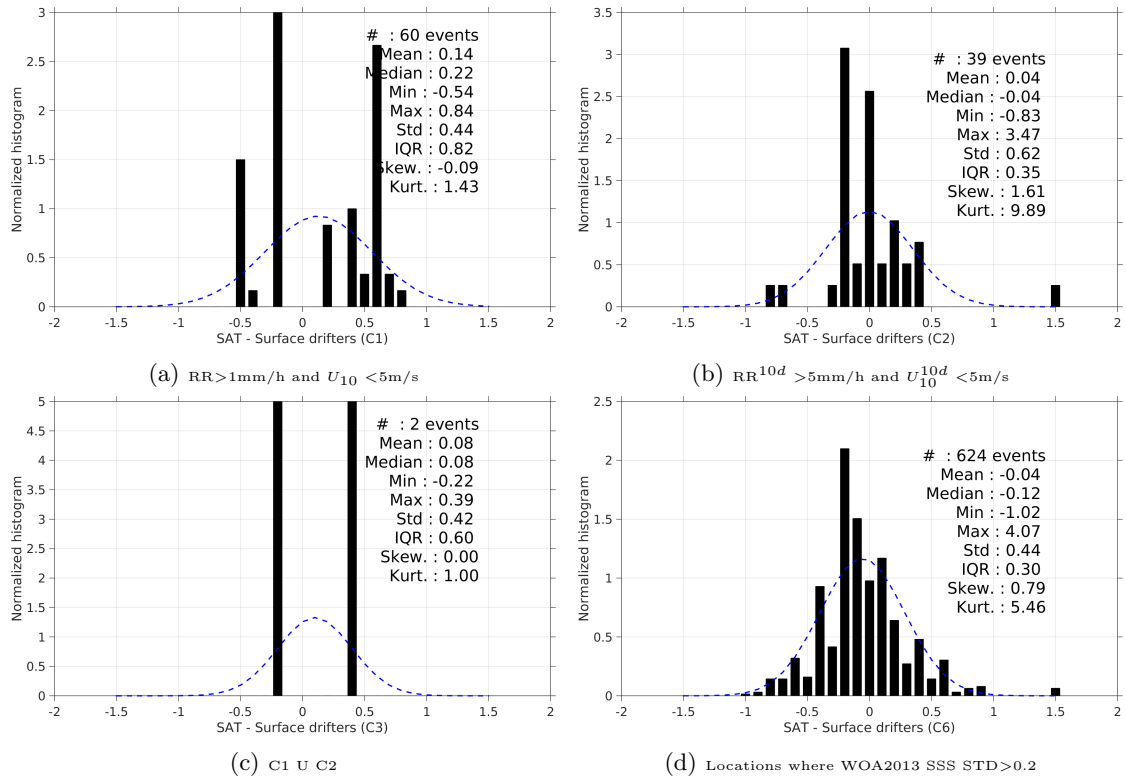 3
2.5
2
1.5
1
0.5
0
-2
-1.5
-1
-0.5
0
0.5
1
1.5
2
Normalized histogram
SAT - Surface drifters (C1)
# : 60 events
Mean : 0.14
Median : 0.22
Min : -0.54
Max : 0.84
Std : 0.44
IQR : 0.82
Skew. : -0.09
Kurt. : 1.43
(a) RR>1mm/h and U10 <5m/s
3.5
3
2.5
2
1.5
1
0.5
0
-2
-1.5
-1
-0.5
0
0.5
1
1.5
2
Normalized histogram
SAT - Surface drifters (C2)
# : 39 events
Mean : 0.04
Median : -0.04
Min : -0.83
Max : 3.47
Std : 0.62
IQR : 0.35
Skew. : 1.61
Kurt. : 9.89
(b) RR10d >5mm/h and U10d10 <5m/s
5
4.5
4
3.5
3
2.5
2
1.5
1
0.5
0
-2
-1.5
-1
-0.5
0
0.5
1
1.5
2
Normalized histogram
SAT - Surface drifters (C3)
# : 2 events
Mean : 0.08
Median : 0.08
Min : -0.22
Max : 0.39
Std : 0.42
IQR : 0.60
Skew. : 0.00
Kurt. : 1.00
(c) C1 U C2
2.5
2
1.5
1
0.5
0
-2
-1.5
-1
-0.5
0
0.5
1
1.5
2
Normalized histogram
SAT - Surface drifters (C6)
# : 624 events
Mean : -0.04
Median : -0.12
Min : -1.02
Max : 4.07
Std : 0.44
IQR : 0.30
Skew. : 0.79
Kurt. : 5.46
(d) Locations where WOA2013 SSS STD>0.2